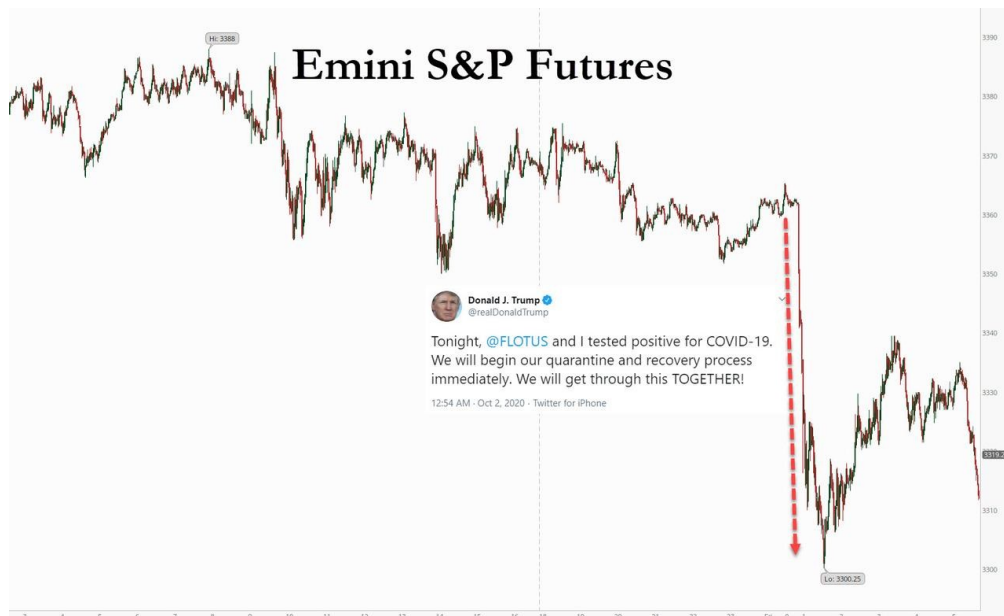 Hi: 3388
Emini S&P Futures
3390
3380
3370
3360
3350
3340
3330
3319.2
3310
3300
Donald J. Trump
@realDonaldTrump
Tonight, @FLOTUS and I tested positive for COVID-19.
We will begin our quarantine and recovery process
immediately. We will get through this TOGETHER!
12:54 AM · Oct 2, 2020 · Twitter for iPhone
Lo: 3300.25